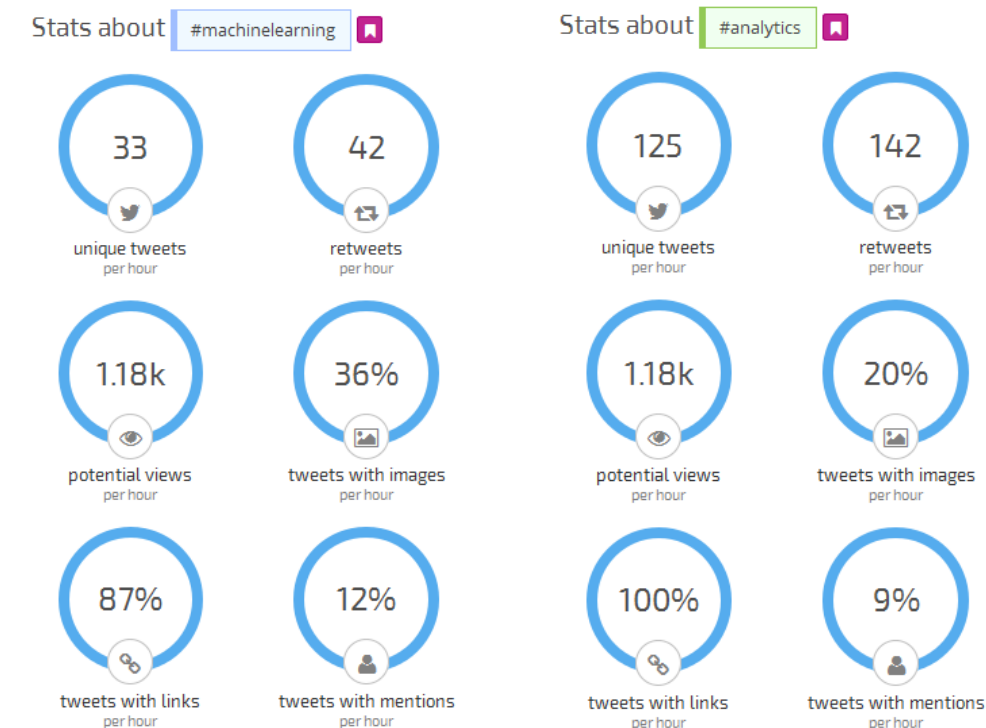 Stats about #machinelearning
33
unique tweets
per hour
42
retweets
per hour
1.18k
potential views
per hour
36%
tweets with images
per hour
87%
tweets with links
per hour
12%
tweets with mentions
per hour
Stats about #analytics
125
unique tweets
per hour
142
retweets
per hour
1.18k
potential views
per hour
20%
tweets with images
per hour
100%
tweets with links
per hour
9%
tweets with mentions
per hour